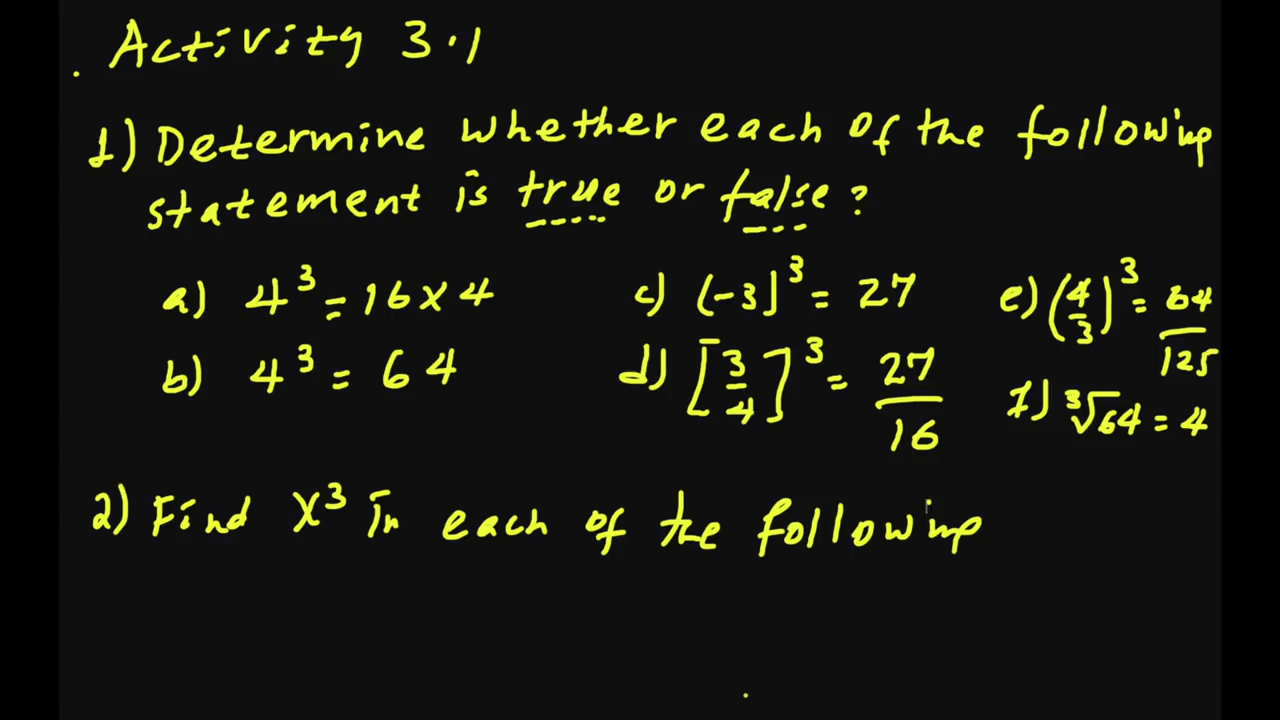 Activity 3.1
1) Determine whether each of the following
statement is true or false?
a) 4³ = 16 x 4
b) 4³ = 64
c) (-3)³ = 27
d) [3/4]³ = 27/16
e) (4/3)³ = 64/125
f) ³√64 = 4
2) Find X³ In each of the following